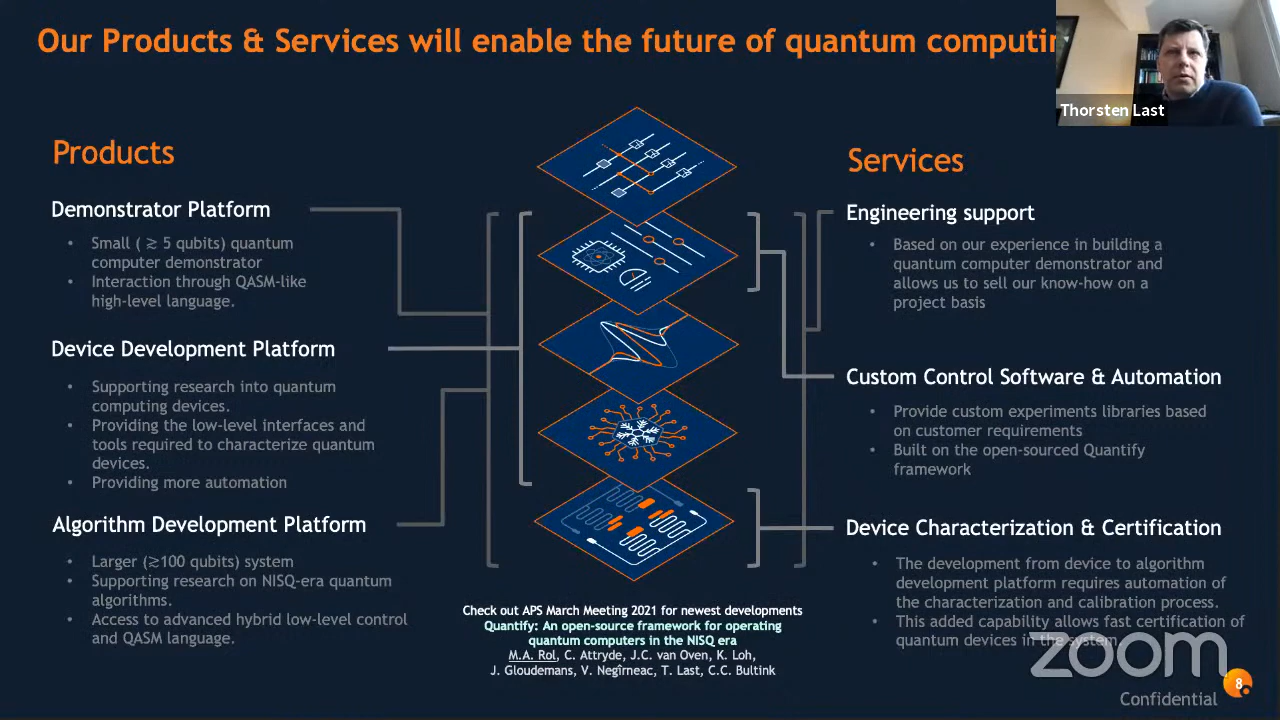 Our Products & Services will enable the future of quantum computin
Thorsten Last
Products
Demonstrator Platform
• Small ( ≳ 5 qubits) quantum
computer demonstrator
• Interaction through QASM-like
high-level language.
Device Development Platform
• Supporting research into quantum
computing devices.
• Providing the low-level interfaces and
tools required to characterize quantum
devices.
• Providing more automation
Algorithm Development Platform
• Larger (≳100 qubits) system
• Supporting research on NISQ-era quantum
algorithms.
• Access to advanced hybrid low-level control
and QASM language.
Check out APS March Meeting 2021 for newest developments
Quantify: An open-source framework for operating
quantum computers in the NISQ era
M.A. Rol, C. Attryde, J.C. van Oven, K. Loh,
J. Gloudemans, V. Negîrneac, T. Last, C.C. Bultink
Services
Engineering support
• Based on our experience in building a
quantum computer demonstrator and
allows us to sell our know-how on a
project basis
Custom Control Software & Automation
• Provide custom experiments libraries based
on customer requirements
• Built on the open-sourced Quantify
framework
Device Characterization & Certification
• The development from device to algorithm
development platform requires automation of
the characterization and calibration process.
• This added capability allows fast certification of
quantum devices in the system.
zoom
8
Confidential